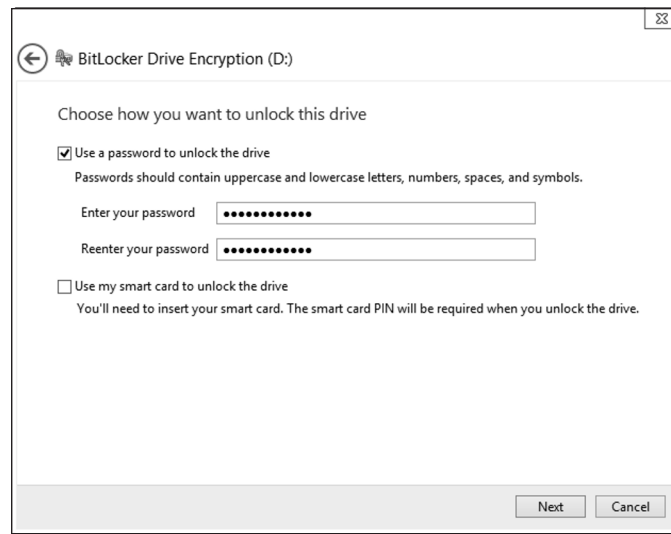 BitLocker Drive Encryption (D:)
Choose how you want to unlock this drive
Use a password to unlock the drive
Passwords should contain uppercase and lowercase letters, numbers, spaces, and symbols.
Enter your password ••••••••••••
Reenter your password ••••••••••••
Use my smart card to unlock the drive
You'll need to insert your smart card. The smart card PIN will be required when you unlock the drive.
Next Cancel